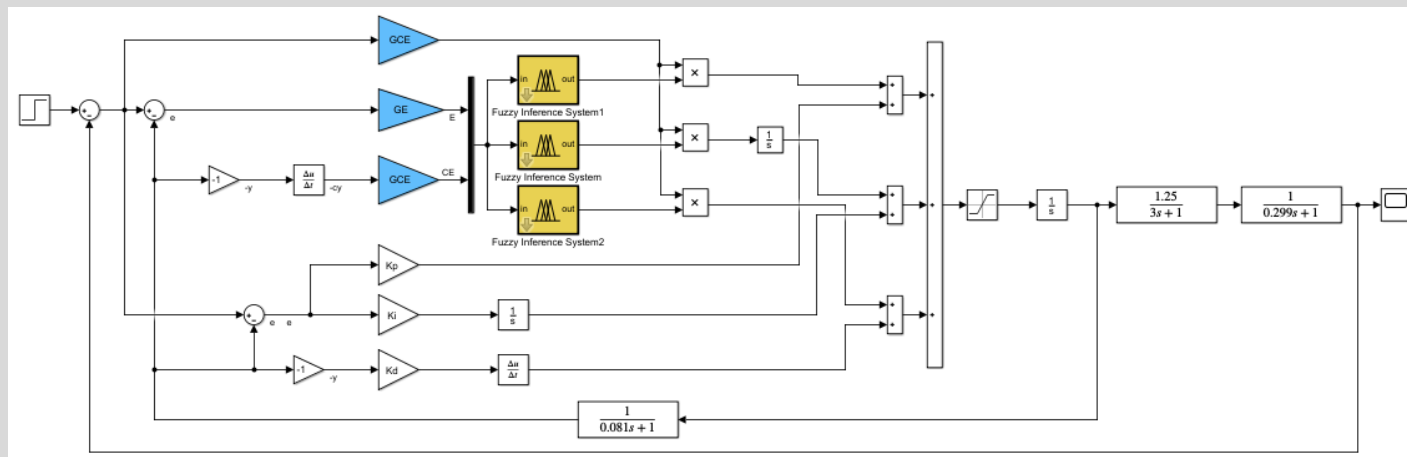 GCE
in out
Fuzzy Inference System1
×
+
+
+
+
-
+
-
e
GE
E
in out
Fuzzy Inference System
×
1
s
-1
-y
Δu
Δt
-cy
GCE
CE
in out
Fuzzy Inference System2
×
+
+
+
1
s
1.25
3s + 1
1
0.299s + 1
Kp
+
-
e e
Ki
1
s
+
+
+
-1
-y
Kd
Δu
Δt
1
0.081s + 1